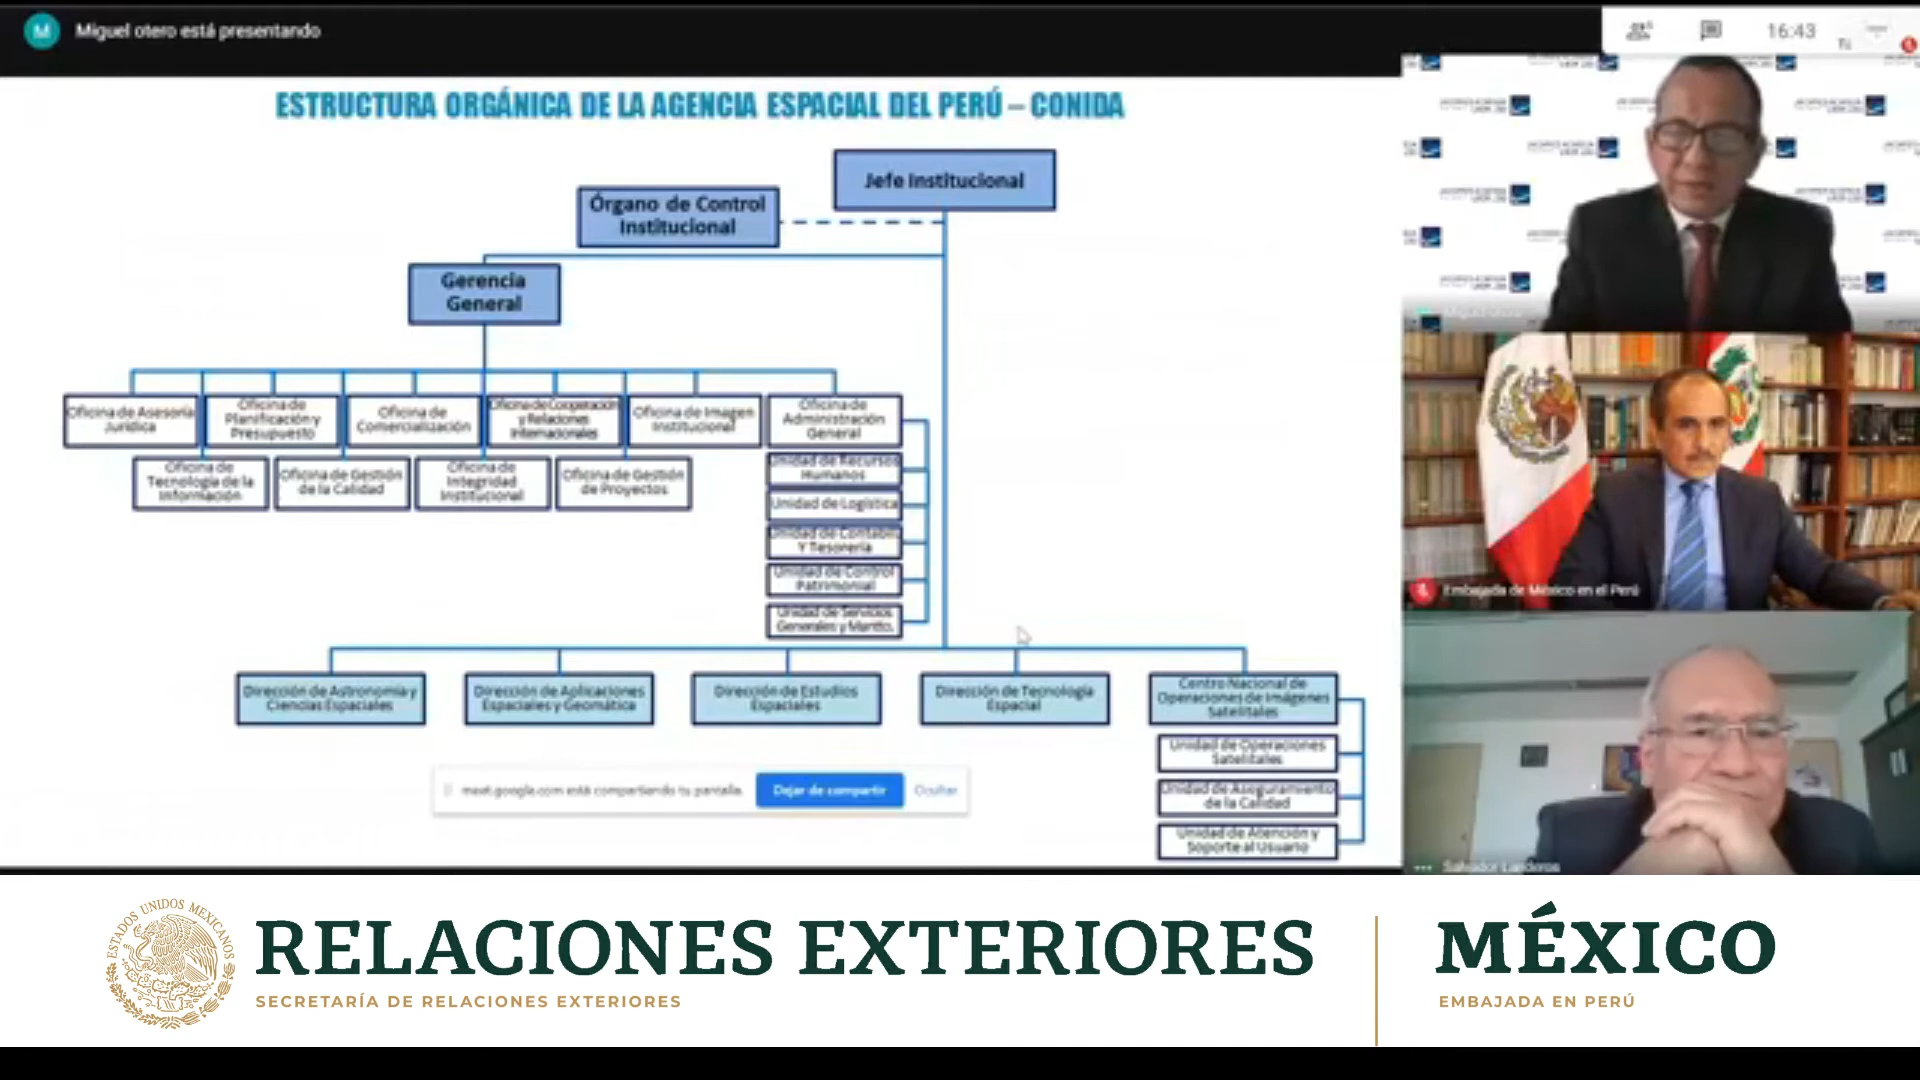 M
Miguel otero está presentando
16:43
Tú
ESTRUCTURA ORGÁNICA DE LA AGENCIA ESPACIAL DEL PERÚ – CONIDA
Jefe Institucional
Órgano de Control
Institucional
Gerencia
General
Oficina de Asesoría
Jurídica
Oficina de
Planificación y
Presupuesto
Oficina de
Comercialización
Oficina de Cooperación
y Relaciones
Internacionales
Oficina de Imagen
Institucional
Oficina de
Administración
General
Oficina de
Tecnología de la
Información
Oficina de Gestión
de la Calidad
Oficina de
Integridad
Institucional
Oficina de Gestión
de Proyectos
Unidad de Recursos
Humanos
Unidad de Logística
Unidad de Contabil.
Y Tesorería
Unidad de Control
Patrimonial
Unidad de Servicios
Generales y Mantto.
Dirección de Astronomía y
Ciencias Espaciales
Dirección de Aplicaciones
Espaciales y Geomática
Dirección de Estudios
Espaciales
Dirección de Tecnología
Espacial
Centro Nacional de
Operaciones de Imágenes
Satelitales
Unidad de Operaciones
Satelitales
Unidad de Aseguramiento
de la Calidad
Unidad de Atención y
Soporte al Usuario
meet.google.com está compartiendo tu pantalla.
Dejar de compartir
Ocultar
Embajada de México en el Perú
Salvador Landeros
ESTADOS UNIDOS MEXICANOS
RELACIONES EXTERIORES
SECRETARÍA DE RELACIONES EXTERIORES
MÉXICO
EMBAJADA EN PERÚ